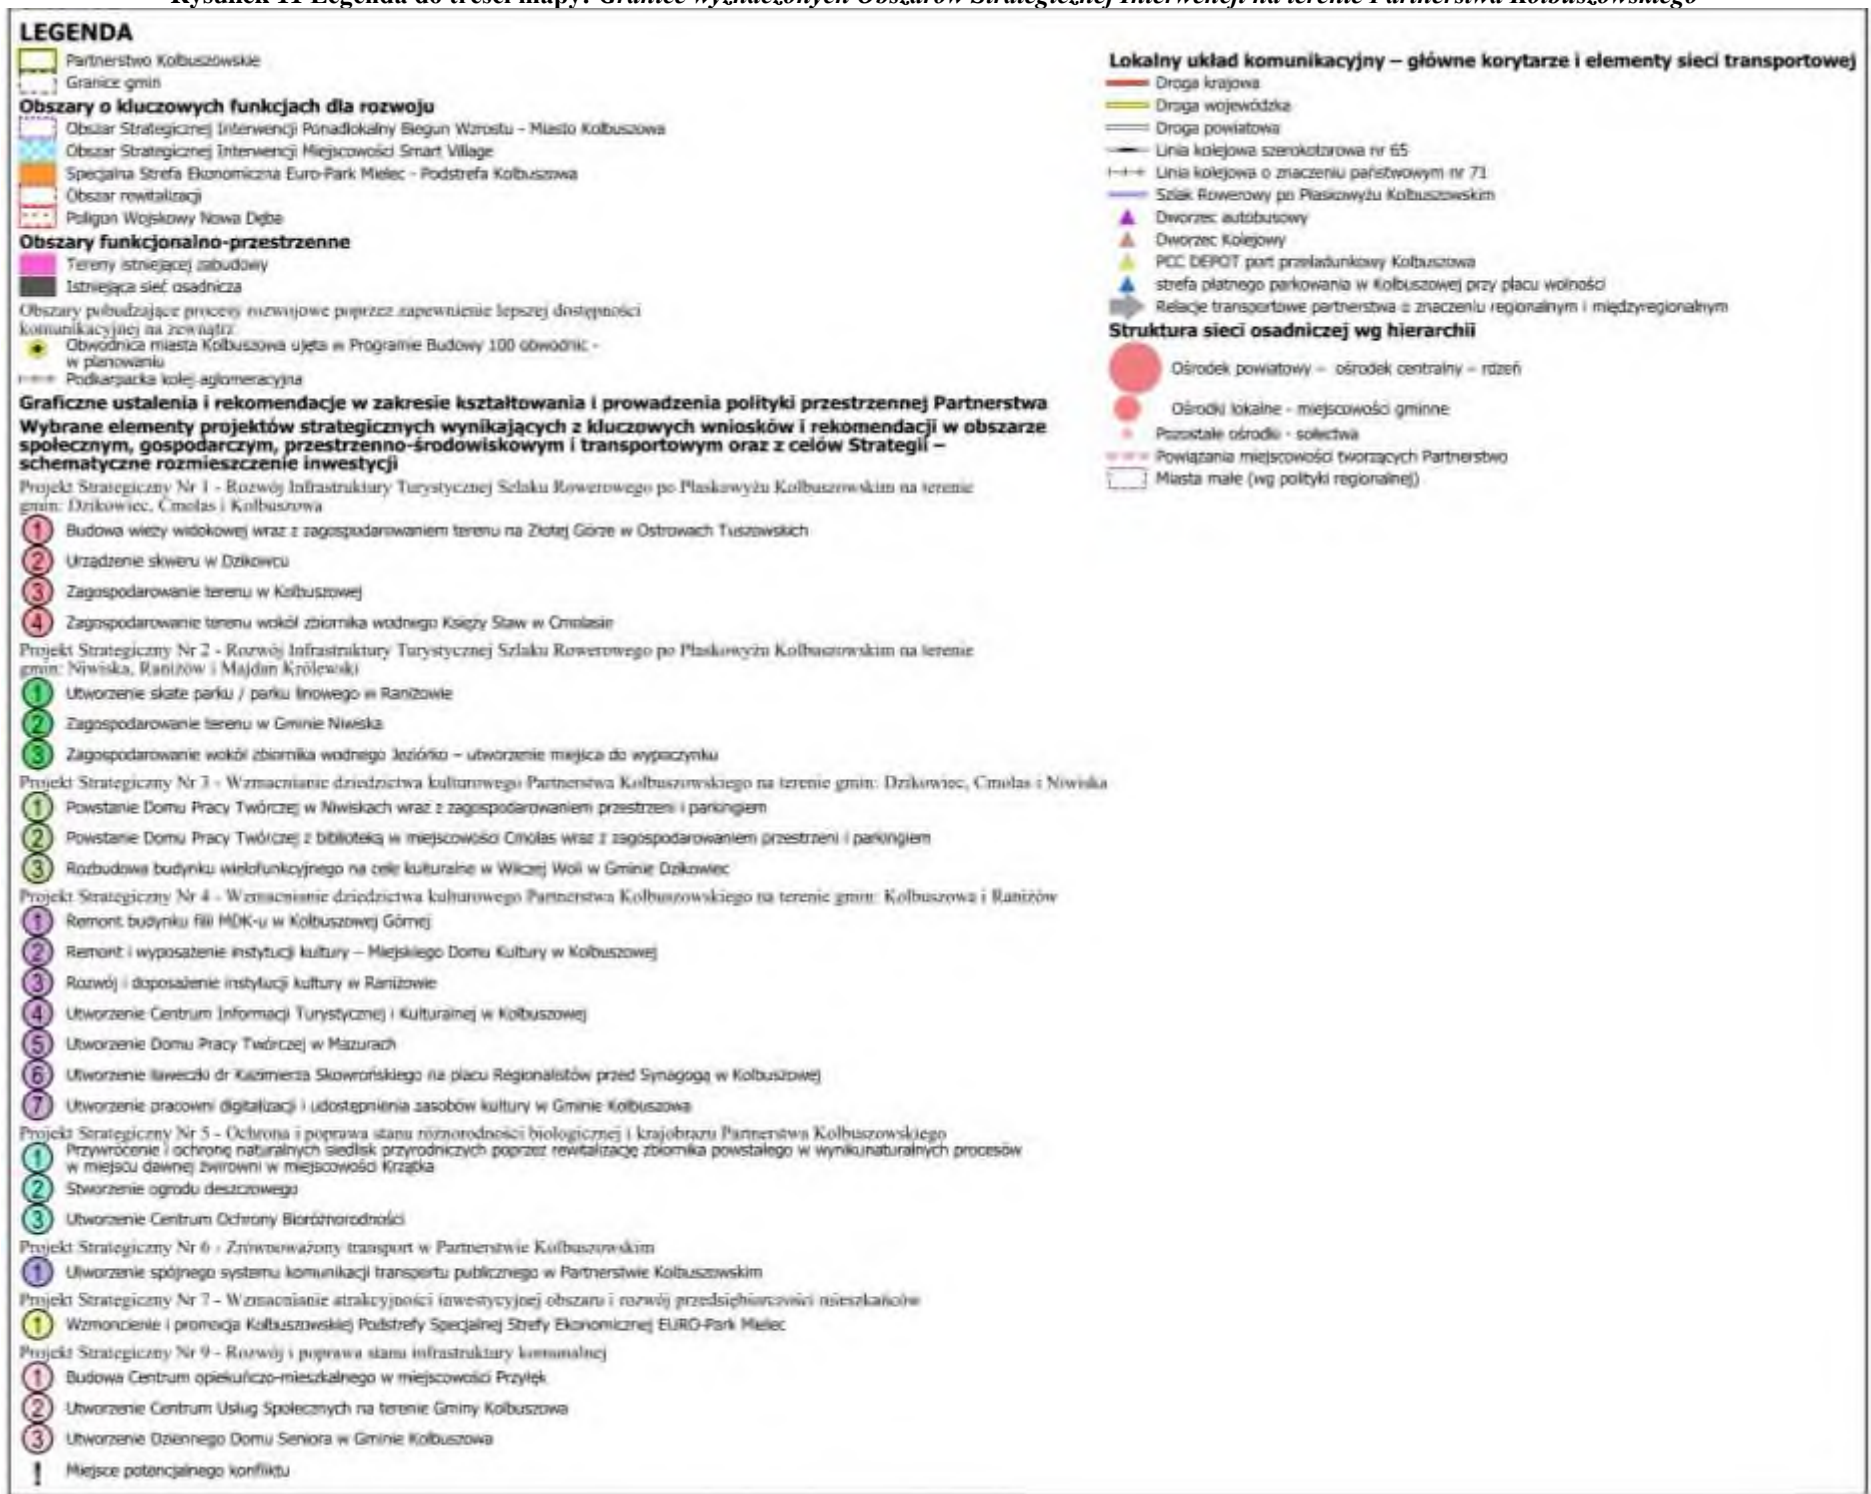 Rysunek 11 Legenda do treści mapy: Granice wyznaczonych Obszarów Strategicznej Interwencji na terenie Partnerstwa Kolbuszowskiego
LEGENDA
Partnerstwo Kolbuszowskie
Granice gmin
Obszary o kluczowych funkcjach dla rozwoju
Obszar Strategicznej Interwencji Ponadlokalny Biegun Wzrostu - Miasto Kolbuszowa
Obszar Strategicznej Interwencji Miejscowości Smart Village
Specjalna Strefa Ekonomiczna Euro-Park Mielec - Podstrefa Kolbuszowa
Obszar rewitalizacji
Poligon Wojskowy Nowa Dęba
Obszary funkcjonalno-przestrzenne
Tereny istniejącej zabudowy
Istniejąca sieć osadnicza
Obszary pobudzające procesy rozwojowe poprzez zapewnienie lepszej dostępności
komunikacyjnej na zewnątrz
Obwodnica miasta Kolbuszowa ujęta w Programie Budowy 100 obwodnic -
w planowaniu
Podkarpacka kolej aglomeracyjna
Graficzne ustalenia i rekomendacje w zakresie kształtowania i prowadzenia polityki przestrzennej Partnerstwa
Wybrane elementy projektów strategicznych wynikających z kluczowych wniosków i rekomendacji w obszarze
społecznym, gospodarczym, przestrzenno-środowiskowym i transportowym oraz z celów Strategii –
schematyczne rozmieszczenie inwestycji
Projekt Strategiczny Nr 1 - Rozwój Infrastruktury Turystycznej Szlaku Rowerowego po Płaskowyżu Kolbuszowskim na terenie
gmin: Dzikowiec, Cmolas i Kolbuszowa
1 Budowa wieży widokowej wraz z zagospodarowaniem terenu na Złotej Górze w Ostrowach Tuszowskich
2 Urządzenie skweru w Dzikowcu
3 Zagospodarowanie terenu w Kolbuszowej
4 Zagospodarowanie terenu wokół zbiornika wodnego Księży Staw w Cmolasie
Projekt Strategiczny Nr 2 - Rozwój Infrastruktury Turystycznej Szlaku Rowerowego po Płaskowyżu Kolbuszowskim na terenie
gmin: Niwiska, Raniżów i Majdan Królewski
1 Utworzenie skate parku / parku linowego w Raniżowie
2 Zagospodarowanie terenu w Gminie Niwiska
3 Zagospodarowanie wokół zbiornika wodnego Jeziórko – utworzenie miejsca do wypoczynku
Projekt Strategiczny Nr 3 - Wzmacnianie dziedzictwa kulturowego Partnerstwa Kolbuszowskiego na terenie gmin: Dzikowiec, Cmolas i Niwiska
1 Powstanie Domu Pracy Twórczej w Niwiskach wraz z zagospodarowaniem przestrzeni i parkingiem
2 Powstanie Domu Pracy Twórczej z biblioteką w miejscowości Cmolas wraz z zagospodarowaniem przestrzeni i parkingiem
3 Rozbudowa budynku wielofunkcyjnego na cele kulturalne w Wilczej Woli w Gminie Dzikowiec
Projekt Strategiczny Nr 4 - Wzmacnianie dziedzictwa kulturowego Partnerstwa Kolbuszowskiego na terenie gmin: Kolbuszowa i Raniżów
1 Remont budynku filii MDK-u w Kolbuszowej Górnej
2 Remont i wyposażenie instytucji kultury – Miejskiego Domu Kultury w Kolbuszowej
3 Rozwój i doposażenie instytucji kultury w Raniżowie
4 Utworzenie Centrum Informacji Turystycznej i Kulturalnej w Kolbuszowej
5 Utworzenie Domu Pracy Twórczej w Mazurach
6 Utworzenie ławeczki dr Kazimierza Skowrońskiego na placu Regionalistów przed Synagogą w Kolbuszowej
7 Utworzenie pracowni digitalizacji i udostępnienia zasobów kultury w Gminie Kolbuszowa
Projekt Strategiczny Nr 5 - Ochrona i poprawa stanu różnorodności biologicznej i krajobrazu Partnerstwa Kolbuszowskiego
1 Przywrócenie i ochronę naturalnych siedlisk przyrodniczych poprzez rewitalizację zbiornika powstałego w wynikunaturalnych procesów
w miejscu dawnej żwirowni w miejscowości Krzątka
2 Stworzenie ogrodu deszczowego
3 Utworzenie Centrum Ochrony Bioróżnorodności
Projekt Strategiczny Nr 6 - Zrównoważony transport w Partnerstwie Kolbuszowskim
1 Utworzenie spójnego systemu komunikacji transportu publicznego w Partnerstwie Kolbuszowskim
Projekt Strategiczny Nr 7 - Wzmacnianie atrakcyjności inwestycyjnej obszaru i rozwój przedsiębiorczości mieszkańców
1 Wzmoncienie i promocja Kolbuszowskiej Podstrefy Specjalnej Strefy Ekonomicznej EURO-Park Mielec
Projekt Strategiczny Nr 9 - Rozwój i poprawa stanu infrastruktury komunalnej
1 Budowa Centrum opiekuńczo-mieszkalnego w miejscowości Przyłęk
2 Utworzenie Centrum Usług Społecznych na terenie Gminy Kolbuszowa
3 Utworzenie Dziennego Domu Seniora w Gminie Kolbuszowa
! Miejsce potencjalnego konfliktu
Lokalny układ komunikacyjny – główne korytarze i elementy sieci transportowej
Droga krajowa
Droga wojewódzka
Droga powiatowa
Linia kolejowa szerokotorowa nr 65
Linia kolejowa o znaczeniu państwowym nr 71
Szlak Rowerowy po Płaskowyżu Kolbuszowskim
Dworzec autobusowy
Dworzec Kolejowy
PCC DEPOT port przeładunkowy Kolbuszowa
strefa płatnego parkowania w Kolbuszowej przy placu wolności
Relacje transportowe partnerstwa o znaczeniu regionalnym i międzyregionalnym
Struktura sieci osadniczej wg hierarchii
Ośrodek powiatowy – ośrodek centralny – rdzeń
Ośrodki lokalne - miejscowości gminne
Pozostałe ośrodki - sołectwa
Powiązania miejscowości tworzących Partnerstwo
Miasta małe (wg polityki regionalnej)